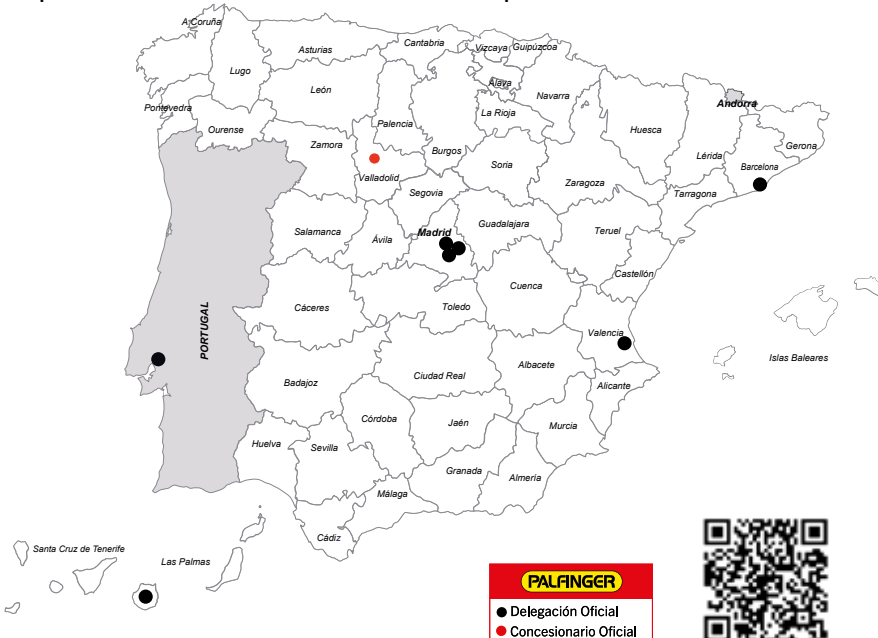 A Coruña
Lugo
Asturias
Cantabria
Vizcaya
Guipúzcoa
Álava
Navarra
León
Palencia
Burgos
La Rioja
Huesca
Andorra
Lérida
Gerona
Barcelona
Pontevedra
Ourense
Zamora
Valladolid
Soria
Zaragoza
Tarragona
Segovia
Salamanca
Ávila
Madrid
Guadalajara
Teruel
Castellón
Cáceres
Toledo
Cuenca
Valencia
Islas Baleares
PORTUGAL
Badajoz
Ciudad Real
Albacete
Alicante
Huelva
Sevilla
Córdoba
Jaén
Murcia
Granada
Almería
Málaga
Cádiz
Santa Cruz de Tenerife
Las Palmas
PALFINGER
Delegación Oficial
Concesionario Oficial